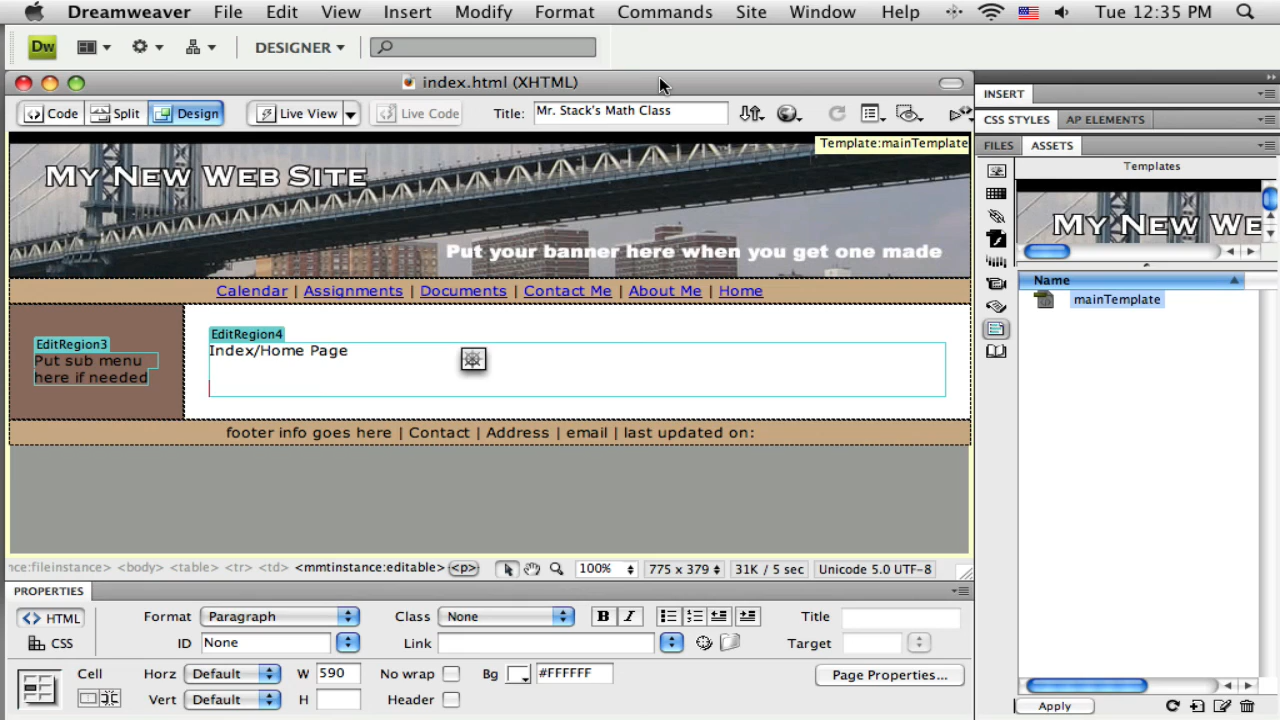 Dreamweaver File Edit View Insert Modify Format Commands Site Window Help Tue 12:35 PM
Dw DESIGNER
index.html (XHTML)
Code Split Design Live View Live Code Title: Mr. Stack's Math Class
Template:mainTemplate
My New Web Site
Put your banner here when you get one made
Calendar | Assignments | Documents | Contact Me | About Me | Home
EditRegion3
Put sub menu
here if needed
EditRegion4
Index/Home Page
footer info goes here | Contact | Address | email | last updated on:
nce:fileinstance> <body> <table> <tr> <td> <mmtinstance:editable> <p> 100% 775 x 379 31K / 5 sec Unicode 5.0 UTF-8
PROPERTIES
<> HTML Format Paragraph Class None B I Title
CSS ID None Link Target
Cell Horz Default W 590 No wrap Bg #FFFFFF Page Properties...
Vert Default H Header
INSERT
CSS STYLES AP ELEMENTS
FILES ASSETS
Templates
My New We
Name
mainTemplate
Apply